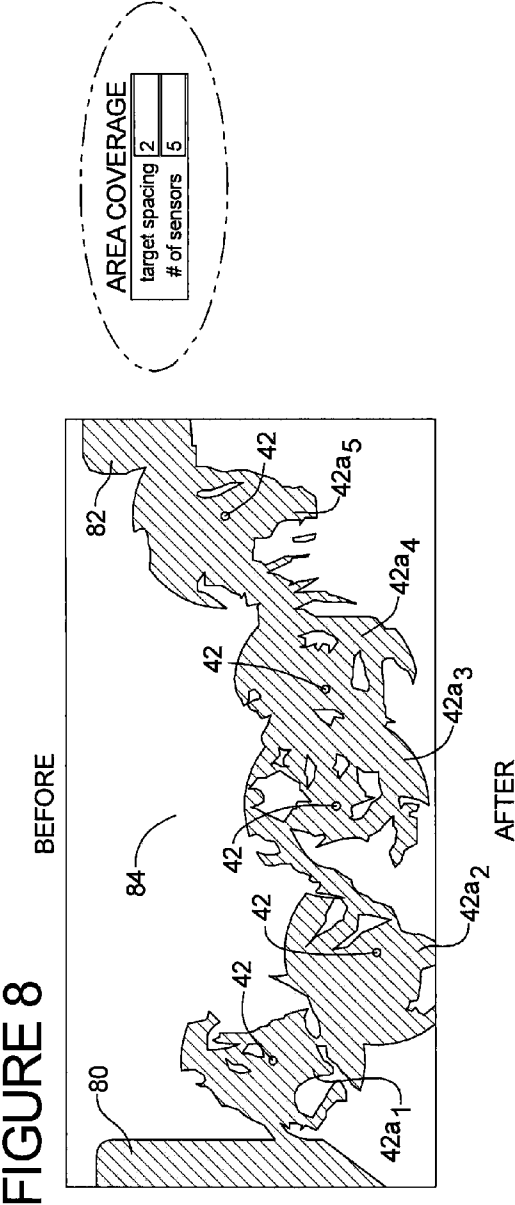 FIGURE 8
BEFORE
AREA COVERAGE
target spacing 2
# of sensors 5
80
84
82
42
42
42
42
42
42a1
42a2
42a3
42a4
42a5
AFTER